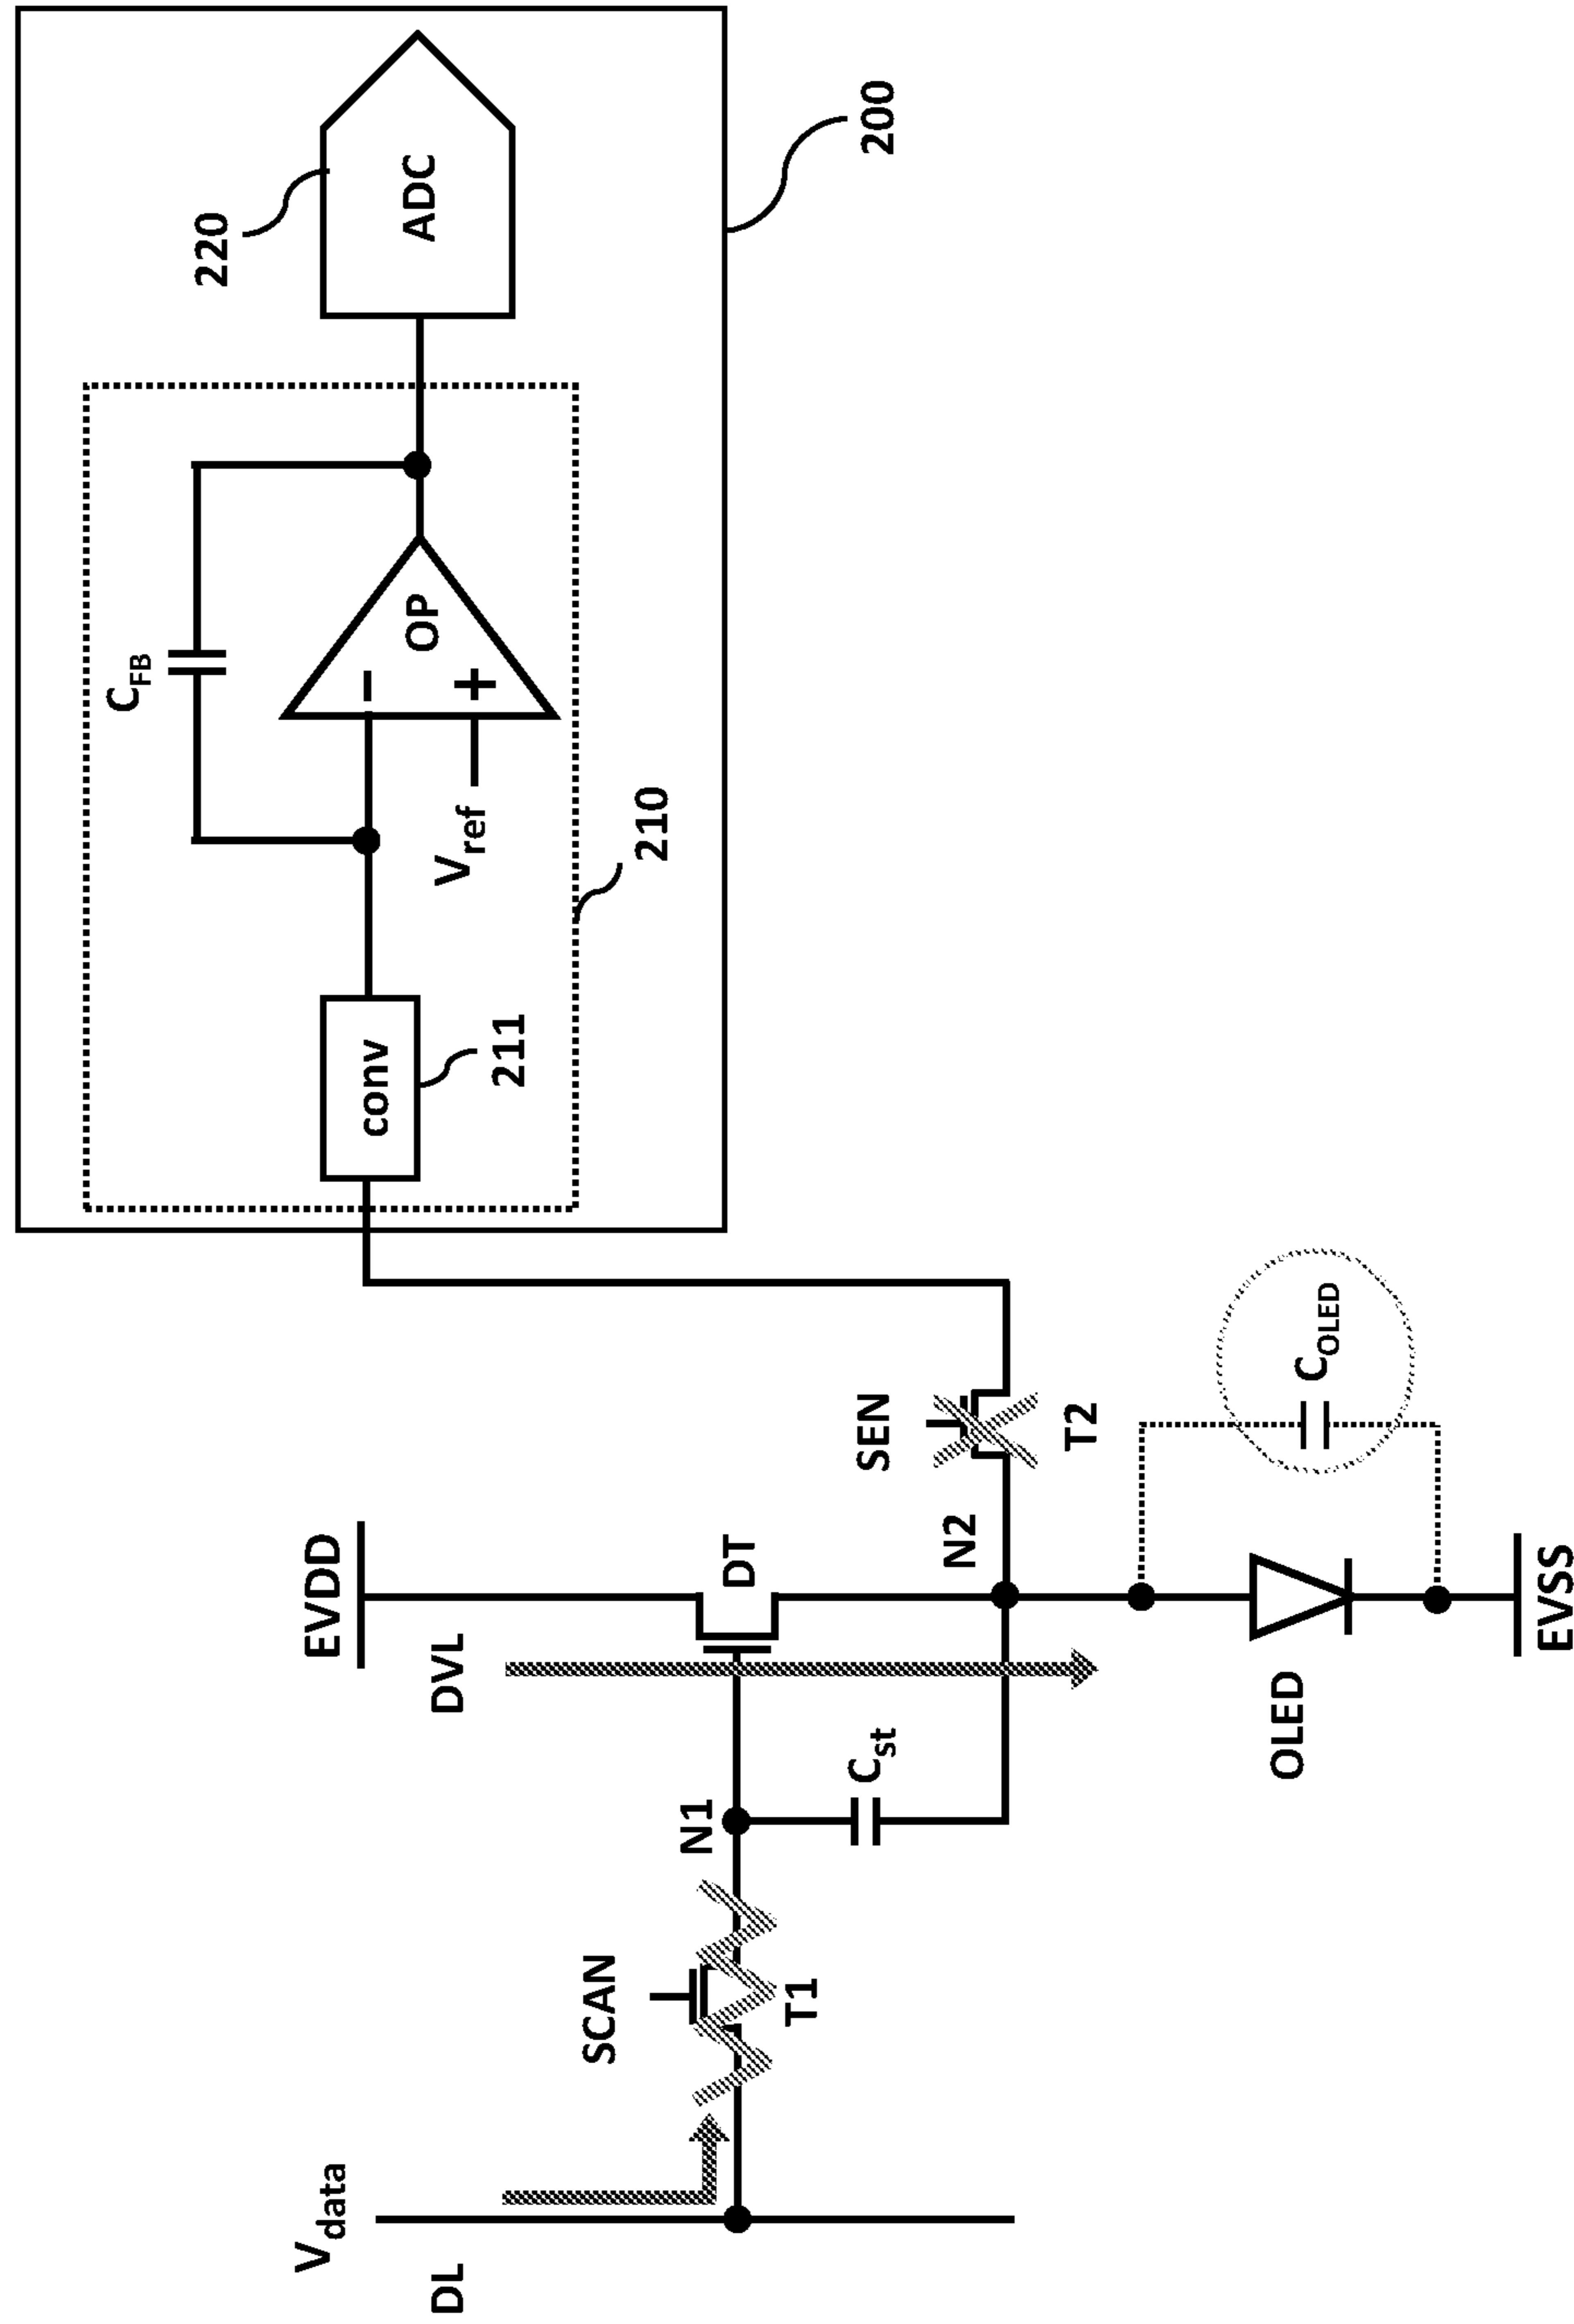 V_data
DL
SCAN
T1
N1
C_st
EVDD
DVL
DT
N2
SEN
T2
OLED
C_OLED
EVSS
conv
211
210
C_FB
V_ref
−
+
OP
220
ADC
200